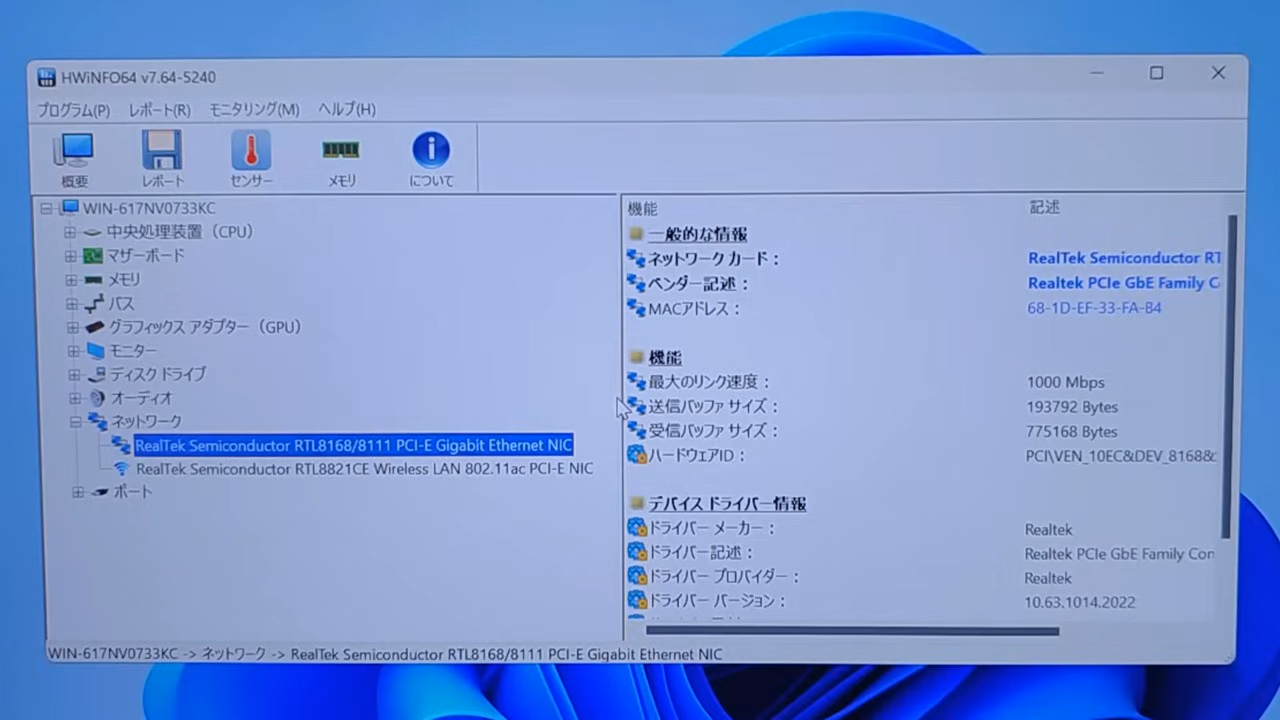 HWiNFO64 v7.64-5240
プログラム(P) レポート(R) モニタリング(M) ヘルプ(H)
概要 レポート センサー メモリ について
WIN-617NV0733KC
中央処理装置（CPU）
マザーボード
メモリ
バス
グラフィックス アダプター（GPU）
モニター
ディスク ドライブ
オーディオ
ネットワーク
RealTek Semiconductor RTL8168/8111 PCI-E Gigabit Ethernet NIC
RealTek Semiconductor RTL8821CE Wireless LAN 802.11ac PCI-E NIC
ポート
機能 記述
一般的な情報
ネットワーク カード： RealTek Semiconductor RT
ベンダー記述： Realtek PCIe GbE Family C
MACアドレス： 68-1D-EF-33-FA-B4
機能
最大のリンク速度： 1000 Mbps
送信バッファ サイズ： 193792 Bytes
受信バッファ サイズ： 775168 Bytes
ハードウェアID： PCI\VEN_10EC&DEV_8168&
デバイス ドライバー情報
ドライバー メーカー： Realtek
ドライバー記述： Realtek PCIe GbE Family Con
ドライバー プロバイダー： Realtek
ドライバー バージョン： 10.63.1014.2022
WIN-617NV0733KC -> ネットワーク -> RealTek Semiconductor RTL8168/8111 PCI-E Gigabit Ethernet NIC